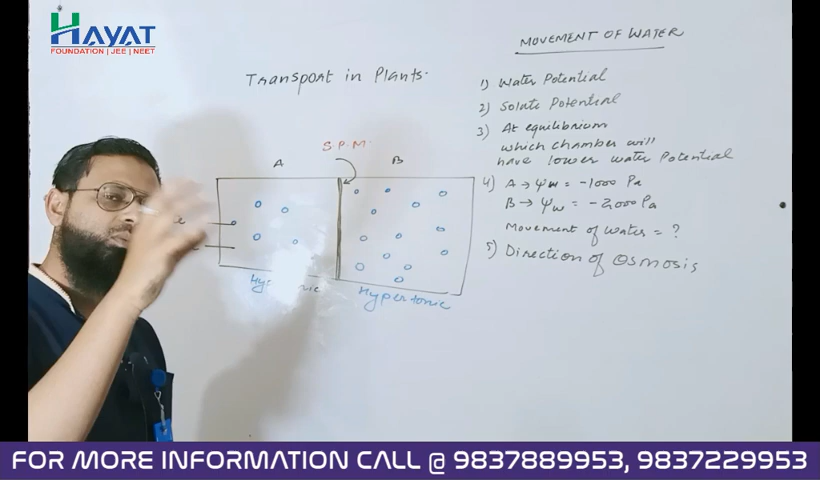 HAYAT
FOUNDATION | JEE | NEET
MOVEMENT OF WATER
Transport in Plants.
1) Water Potential
2) Solute Potential
3) At equilibrium
which chamber will
have lower water Potential
4) A → Ψw = -1000 Pa
B → Ψw = -2000 Pa
Movement of water = ?
5) Direction of Osmosis
S.P.M.
A
B
Hypertonic
FOR MORE INFORMATION CALL @ 9837889953, 9837229953